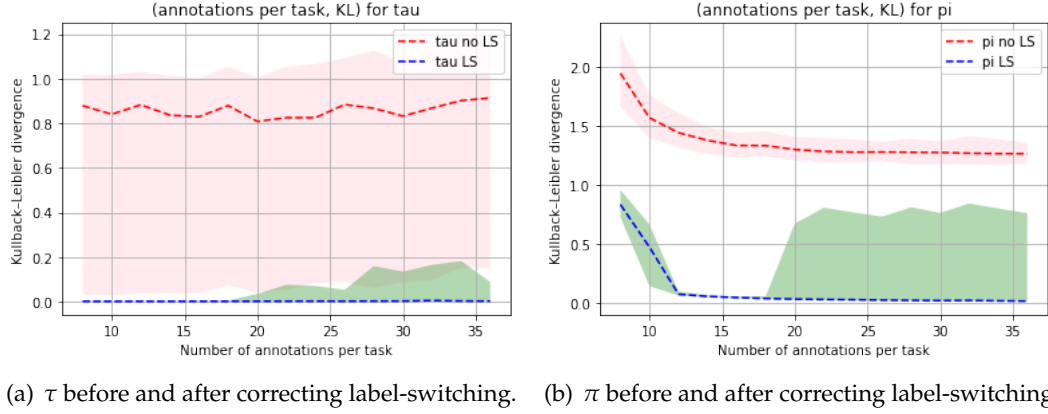 (annotations per task, KL) for tau
Kullback–Leibler divergence
1.2
1.0
0.8
0.6
0.4
0.2
0.0
tau no LS
tau LS
10 15 20 25 30 35
Number of annotations per task
(a) τ before and after correcting label-switching.
(annotations per task, KL) for pi
Kullback–Leibler divergence
2.0
1.5
1.0
0.5
0.0
pi no LS
pi LS
10 15 20 25 30 35
Number of annotations per task
(b) π before and after correcting label-switching